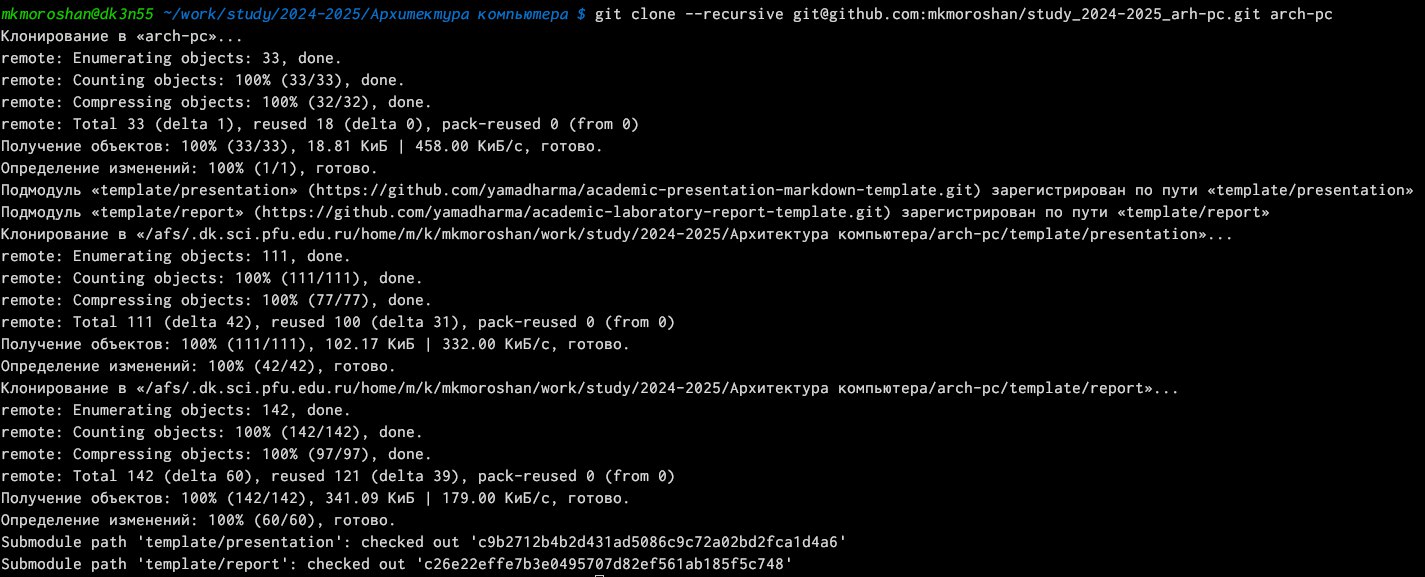 mkmoroshan@dk3n55 ~/work/study/2024-2025/Архитектура компьютера $ git clone --recursive git@github.com:mkmoroshan/study_2024-2025_arh-pc.git arch-pc
Клонирование в «arch-pc»...
remote: Enumerating objects: 33, done.
remote: Counting objects: 100% (33/33), done.
remote: Compressing objects: 100% (32/32), done.
remote: Total 33 (delta 1), reused 18 (delta 0), pack-reused 0 (from 0)
Получение объектов: 100% (33/33), 18.81 КиБ | 458.00 КиБ/с, готово.
Определение изменений: 100% (1/1), готово.
Подмодуль «template/presentation» (https://github.com/yamadharma/academic-presentation-markdown-template.git) зарегистрирован по пути «template/presentation»
Подмодуль «template/report» (https://github.com/yamadharma/academic-laboratory-report-template.git) зарегистрирован по пути «template/report»
Клонирование в «/afs/.dk.sci.pfu.edu.ru/home/m/k/mkmoroshan/work/study/2024-2025/Архитектура компьютера/arch-pc/template/presentation»...
remote: Enumerating objects: 111, done.
remote: Counting objects: 100% (111/111), done.
remote: Compressing objects: 100% (77/77), done.
remote: Total 111 (delta 42), reused 100 (delta 31), pack-reused 0 (from 0)
Получение объектов: 100% (111/111), 102.17 КиБ | 332.00 КиБ/с, готово.
Определение изменений: 100% (42/42), готово.
Клонирование в «/afs/.dk.sci.pfu.edu.ru/home/m/k/mkmoroshan/work/study/2024-2025/Архитектура компьютера/arch-pc/template/report»...
remote: Enumerating objects: 142, done.
remote: Counting objects: 100% (142/142), done.
remote: Compressing objects: 100% (97/97), done.
remote: Total 142 (delta 60), reused 121 (delta 39), pack-reused 0 (from 0)
Получение объектов: 100% (142/142), 341.09 КиБ | 179.00 КиБ/с, готово.
Определение изменений: 100% (60/60), готово.
Submodule path 'template/presentation': checked out 'c9b2712b4b2d431ad5086c9c72a02bd2fca1d4a6'
Submodule path 'template/report': checked out 'c26e22effe7b3e0495707d82ef561ab185f5c748'